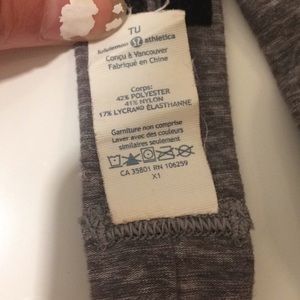 TU
lululemon athletica
Conçu à Vancouver
Fabriqué en Chine
Corps:
42% POLYESTER
41% NYLON
17% LYCRA® ÉLASTHANNE
Garniture non comprise
Laver avec des couleurs
similaires seulement
CA 35801 RN 106259
X1